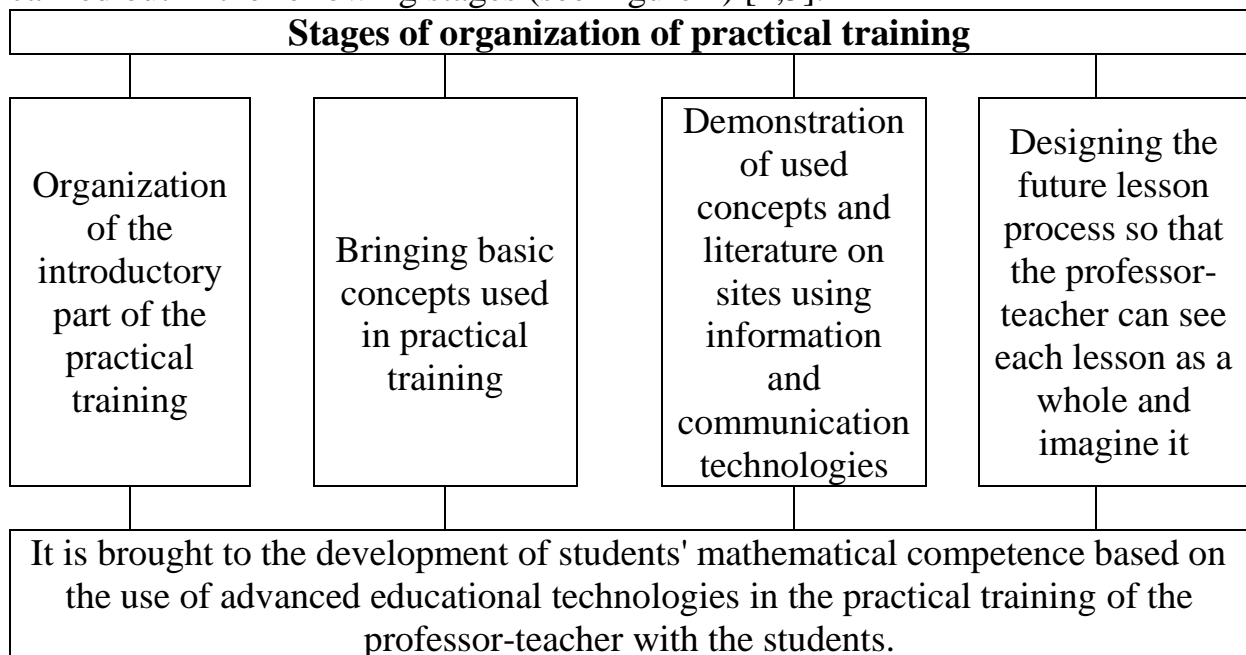 Stages of organization of practical training
Organization
of the
introductory
part of the
practical
training
Bringing basic
concepts used
in practical
training
Demonstration
of used
concepts and
literature on
sites using
information
and
communication
technologies
Designing the
future lesson
process so that
the professor-
teacher can see
each lesson as a
whole and
imagine it
It is brought to the development of students' mathematical competence based on
the use of advanced educational technologies in the practical training of the
professor-teacher with the students.